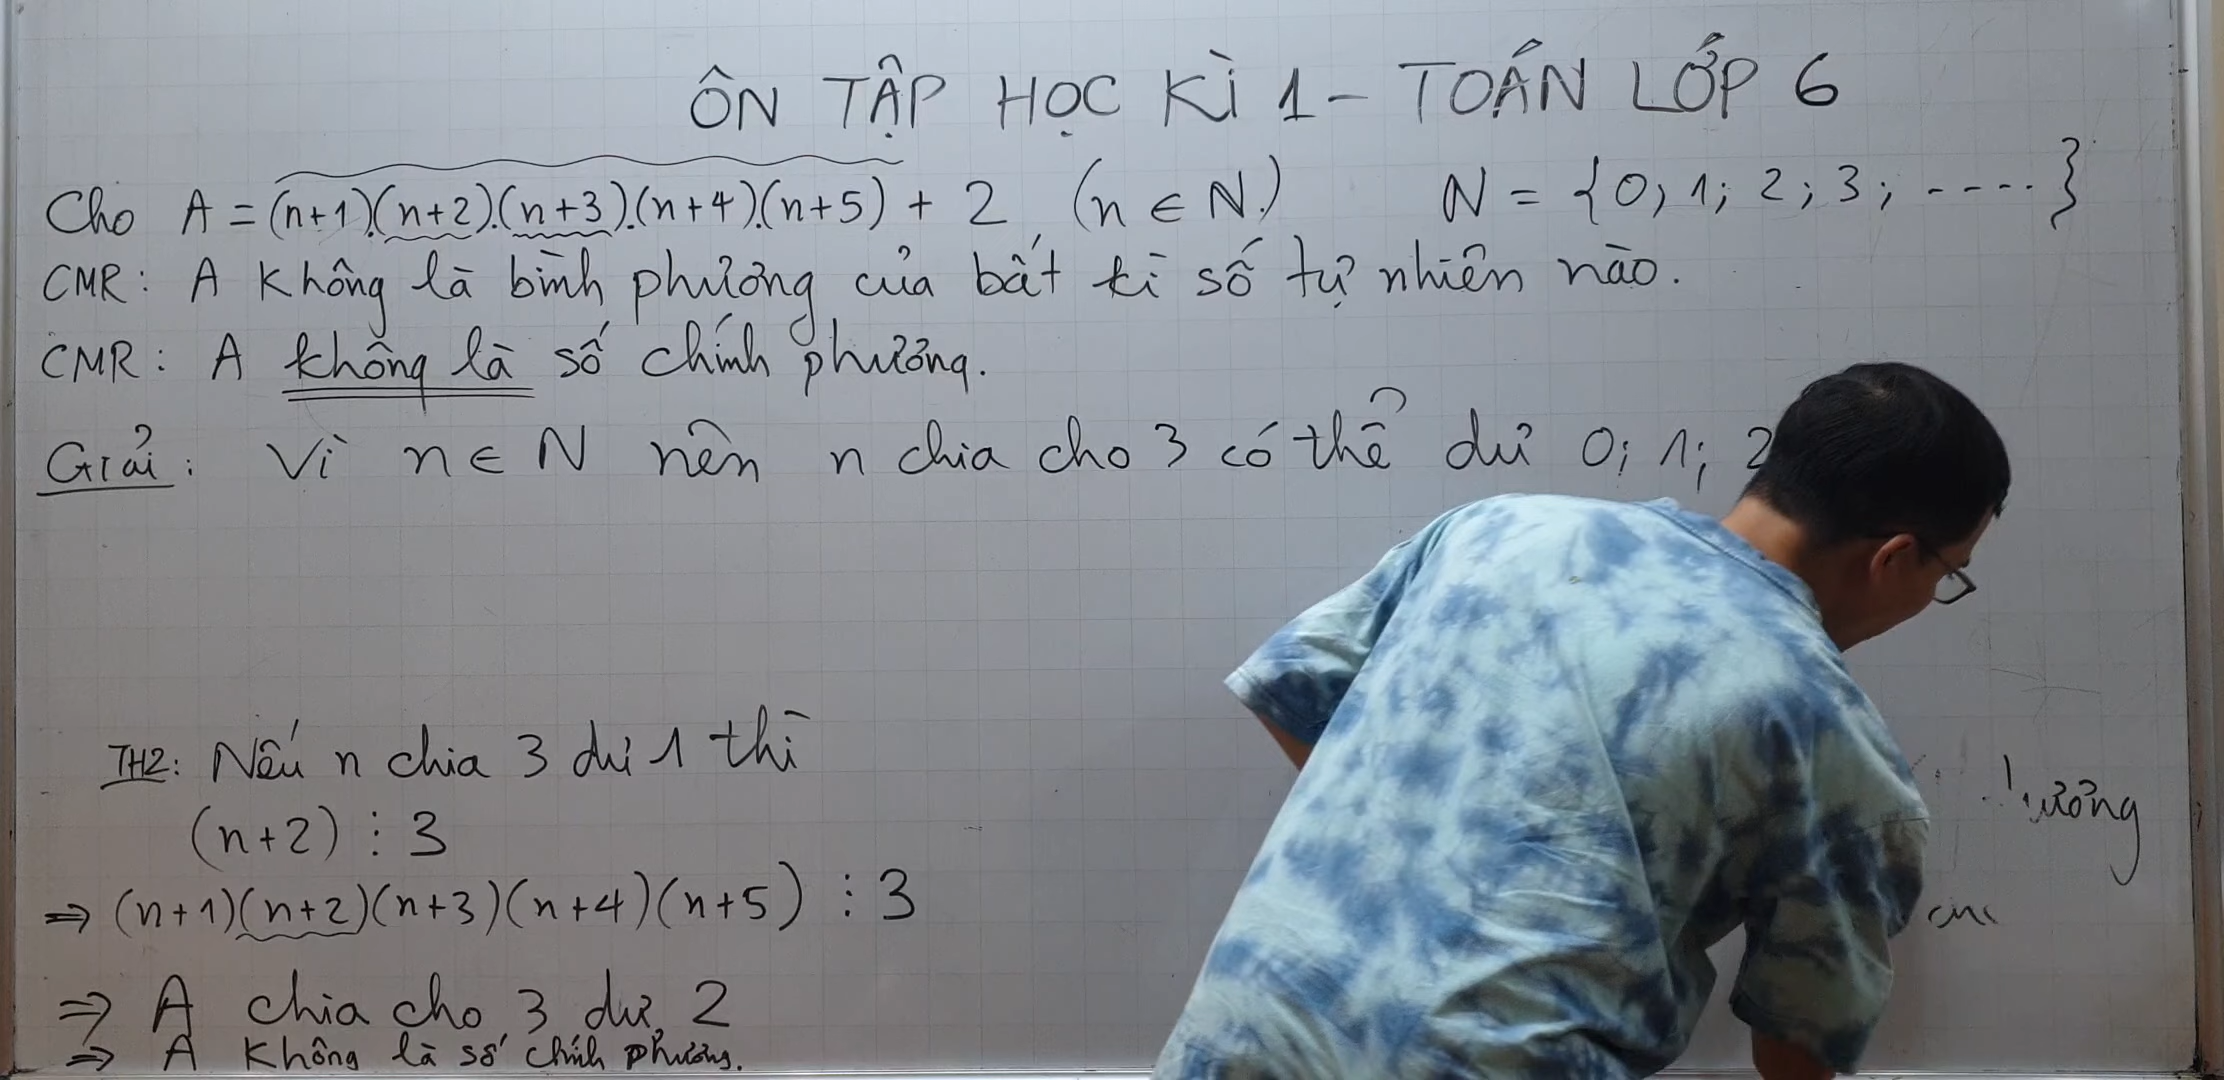 ÔN TẬP HỌC KÌ 1 - TOÁN LỚP 6
Cho A = (n+1).(n+2).(n+3).(n+4).(n+5) + 2 (n ∈ N) N = {0; 1; 2; 3; ----}
CMR: A không là bình phương của bất kì số tự nhiên nào.
CMR: A không là số chính phương.
Giải: Vì n ∈ N nên n chia cho 3 có thể dư 0; 1; 2
TH2: Nếu n chia 3 dư 1 thì
(n+2) ⋮ 3
⇒ (n+1)(n+2)(n+3)(n+4)(n+5) ⋮ 3
⇒ A chia cho 3 dư 2
⇒ A không là số chính phương.